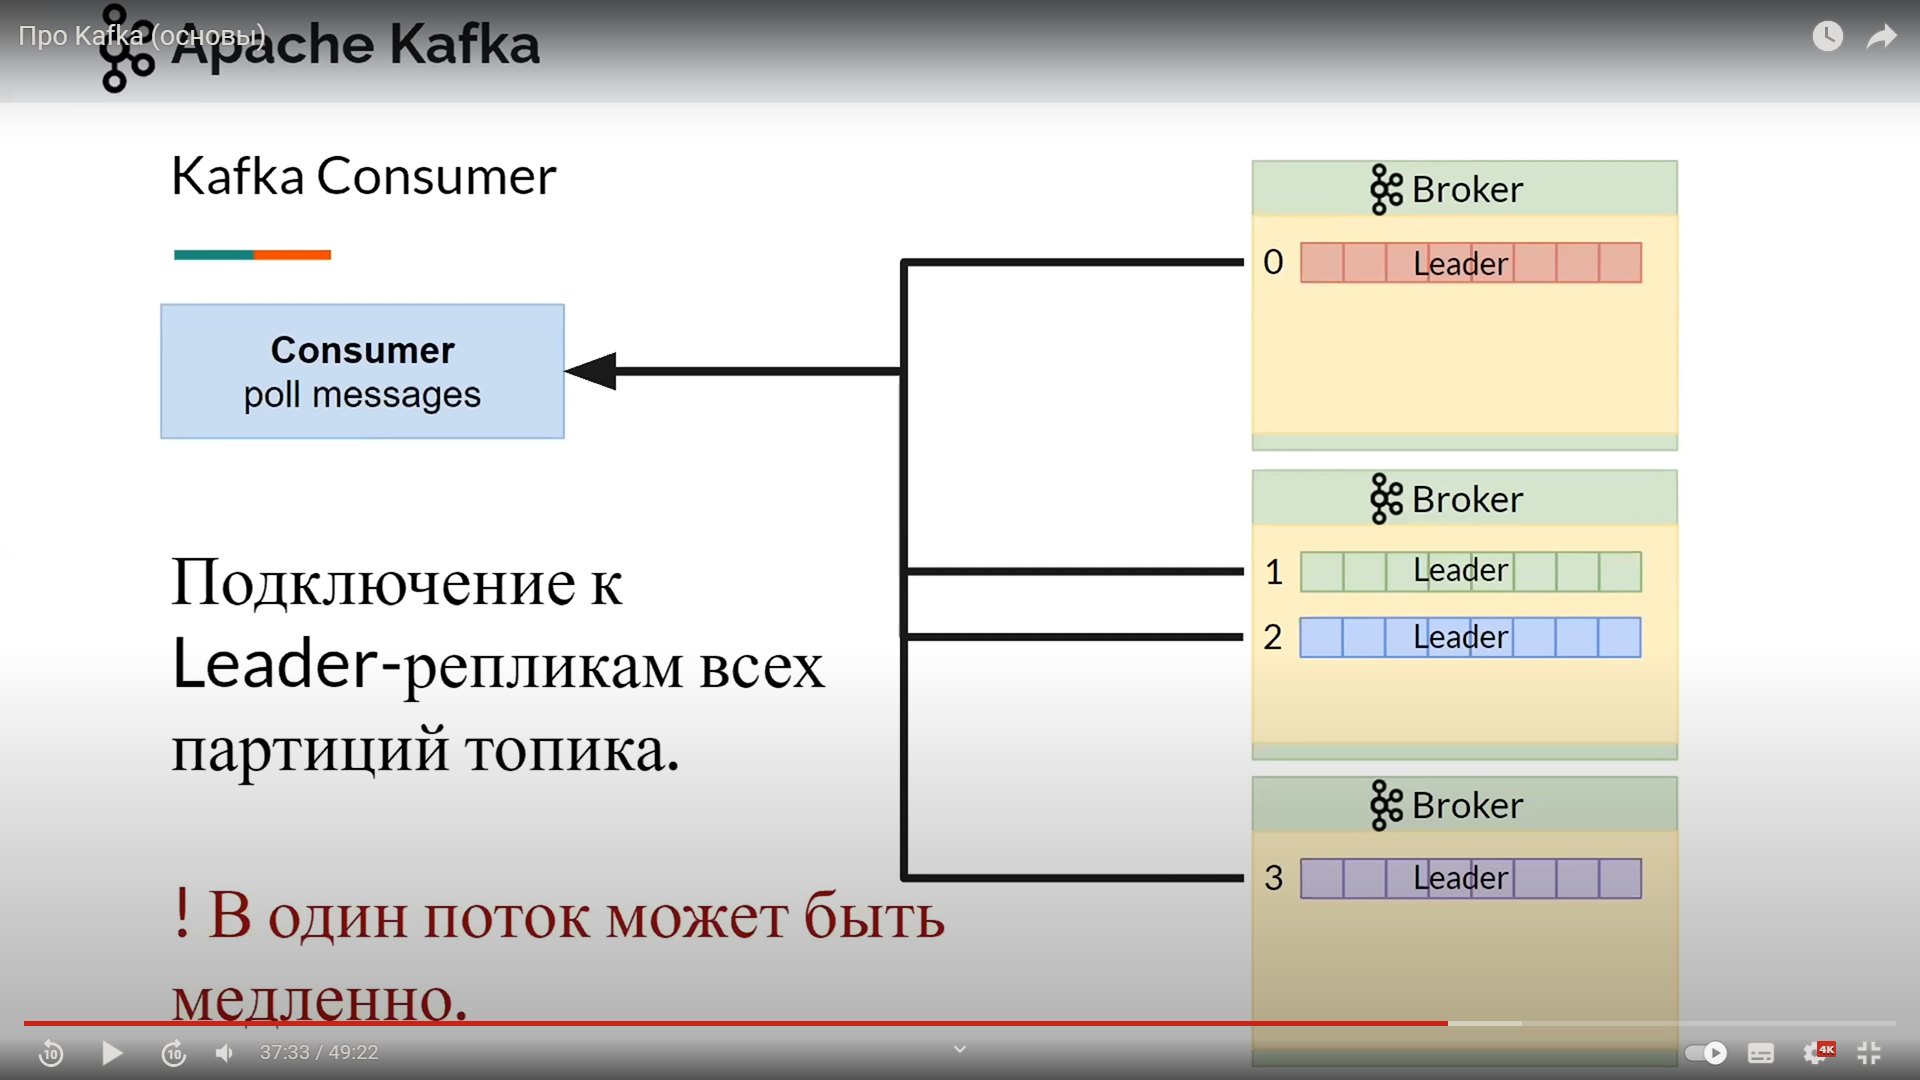 Про Kafka (основы)
Apache Kafka
Kafka Consumer
Consumer
poll messages
Подключение к
Leader-репликам всех
партиций топика.
! В один поток может быть
медленно.
Broker
0 Leader
Broker
1 Leader
2 Leader
Broker
3 Leader
10
10
37:33 / 49:22
4K